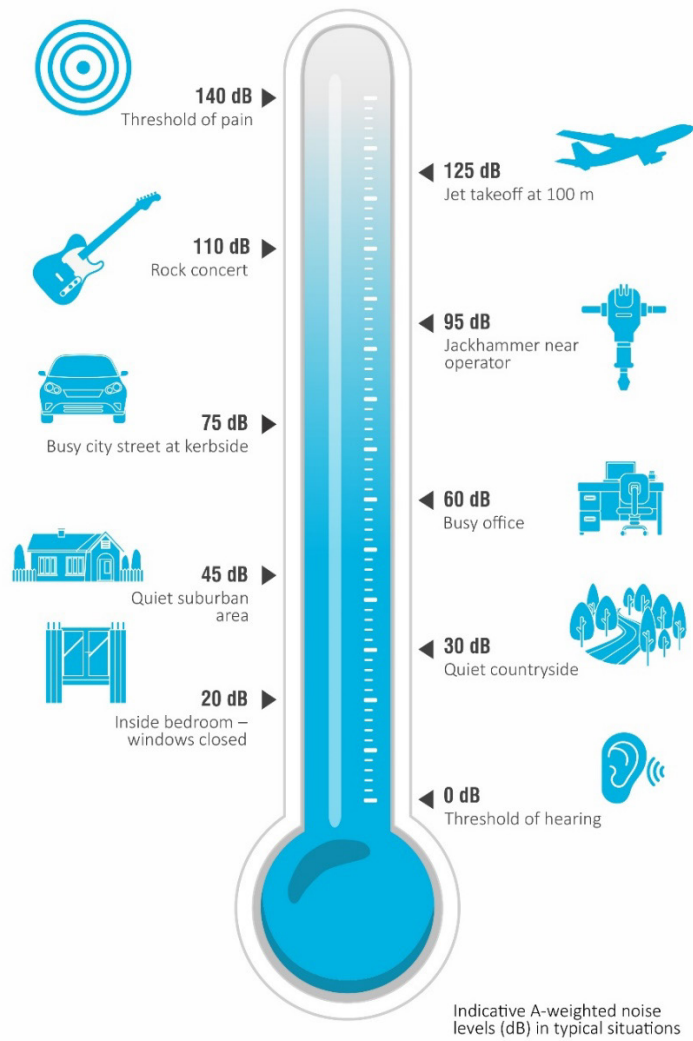 140 dB
Threshold of pain
125 dB
Jet takeoff at 100 m
110 dB
Rock concert
95 dB
Jackhammer near
operator
75 dB
Busy city street at kerbside
60 dB
Busy office
45 dB
Quiet suburban
area
30 dB
Quiet countryside
20 dB
Inside bedroom –
windows closed
0 dB
Threshold of hearing
Indicative A-weighted noise
levels (dB) in typical situations